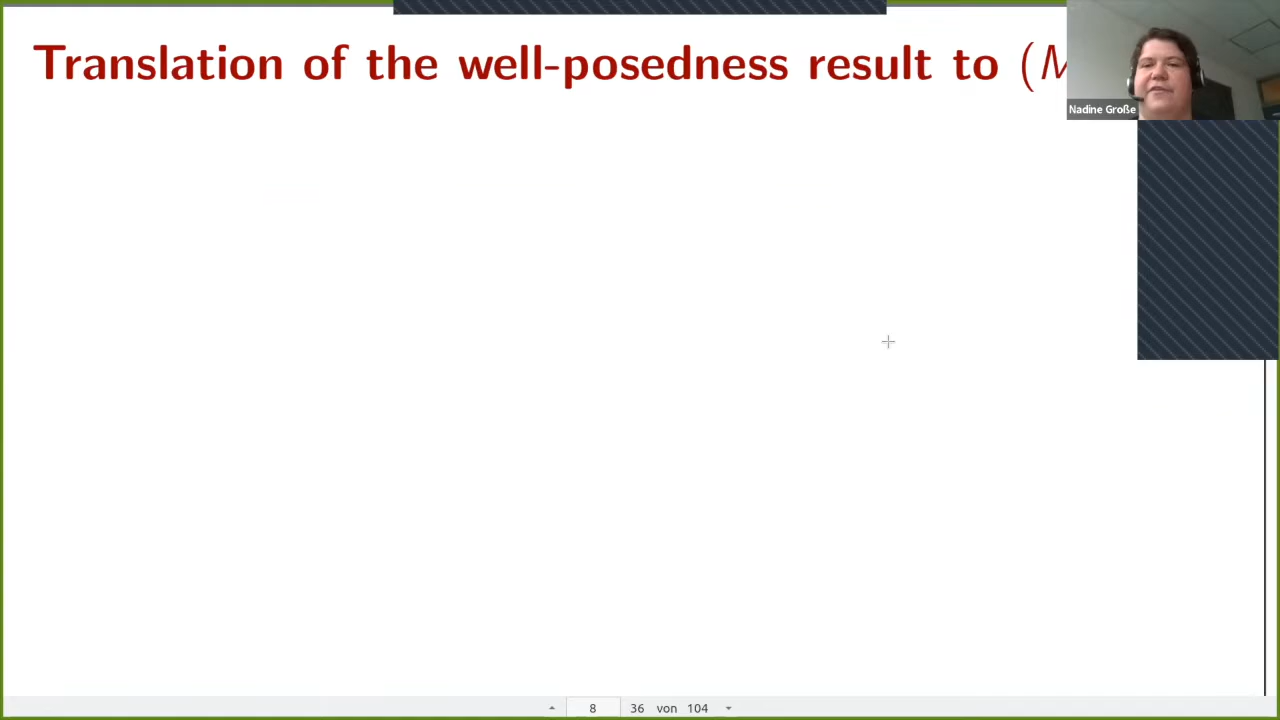 Translation of the well-posedness result to (M
Nadine Große
8 36 von 104